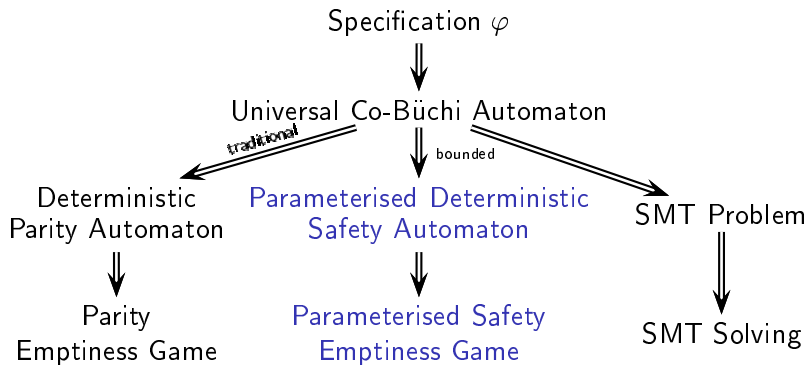 Specification φ
Universal Co-Büchi Automaton
traditional
bounded
Deterministic
Parity Automaton
Parameterised Deterministic
Safety Automaton
SMT Problem
Parity
Emptiness Game
Parameterised Safety
Emptiness Game
SMT Solving